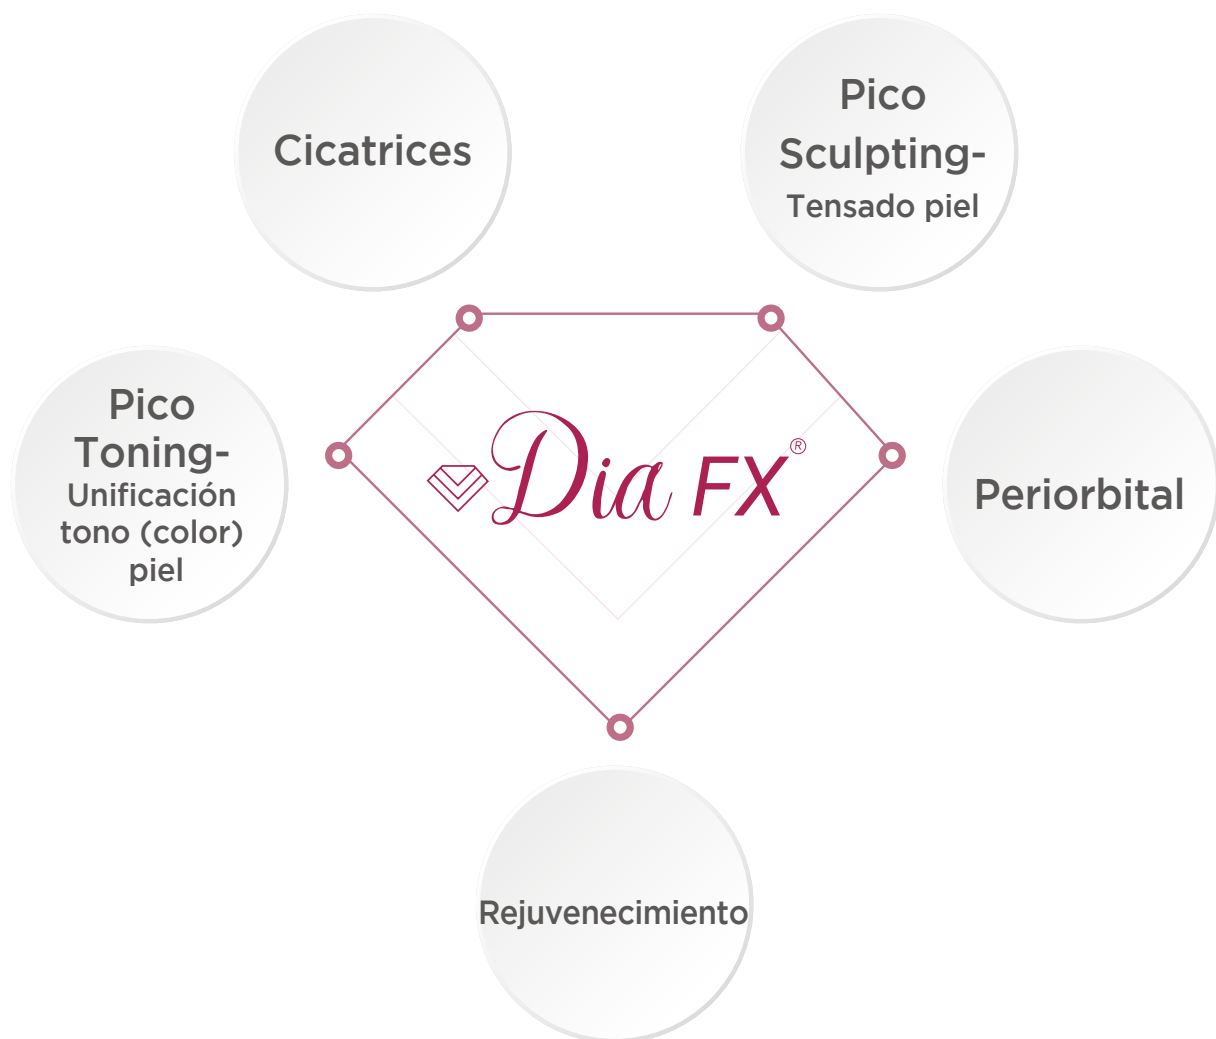 Cicatrices
Pico
Sculpting-
Tensado piel
Pico
Toning-
Unificación
tono (color)
piel
Dia FX®
Periorbital
Rejuvenecimiento